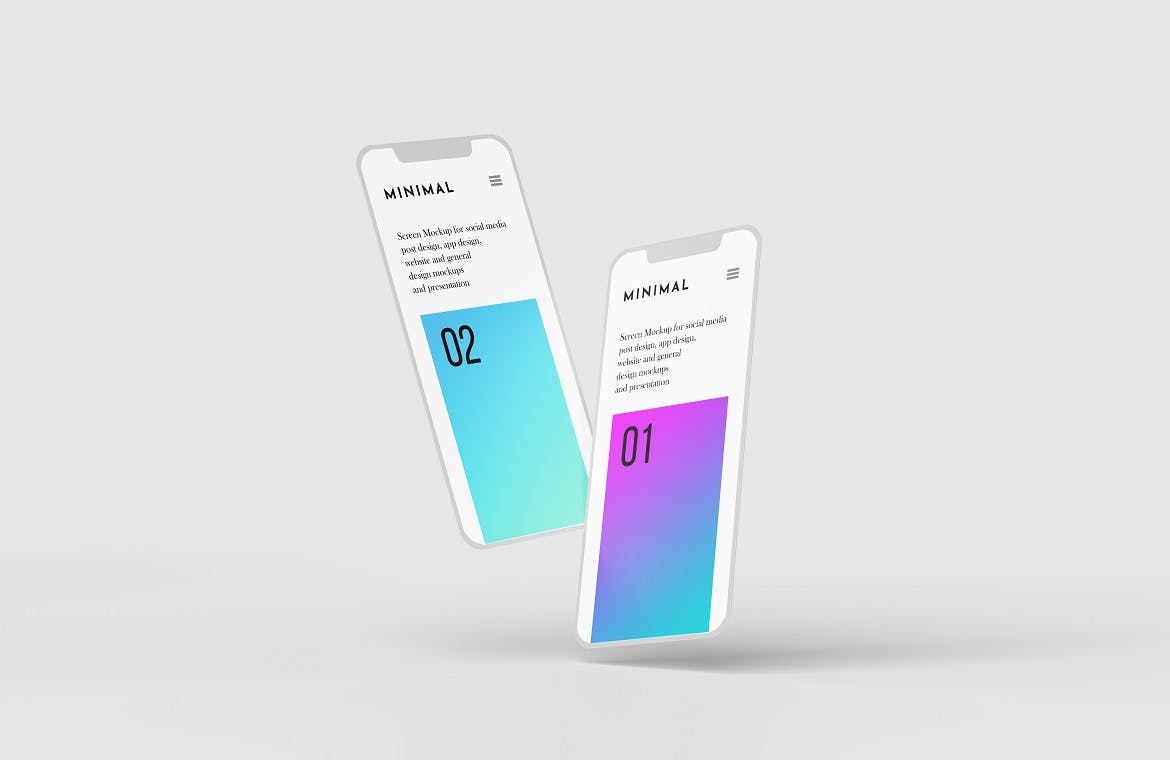 MINIMAL
Screen Mockup for social media
post design, app design,
website and general
design mockups
and presentation
02
MINIMAL
Screen Mockup for social media
post design, app design,
website and general
design mockups
and presentation
01